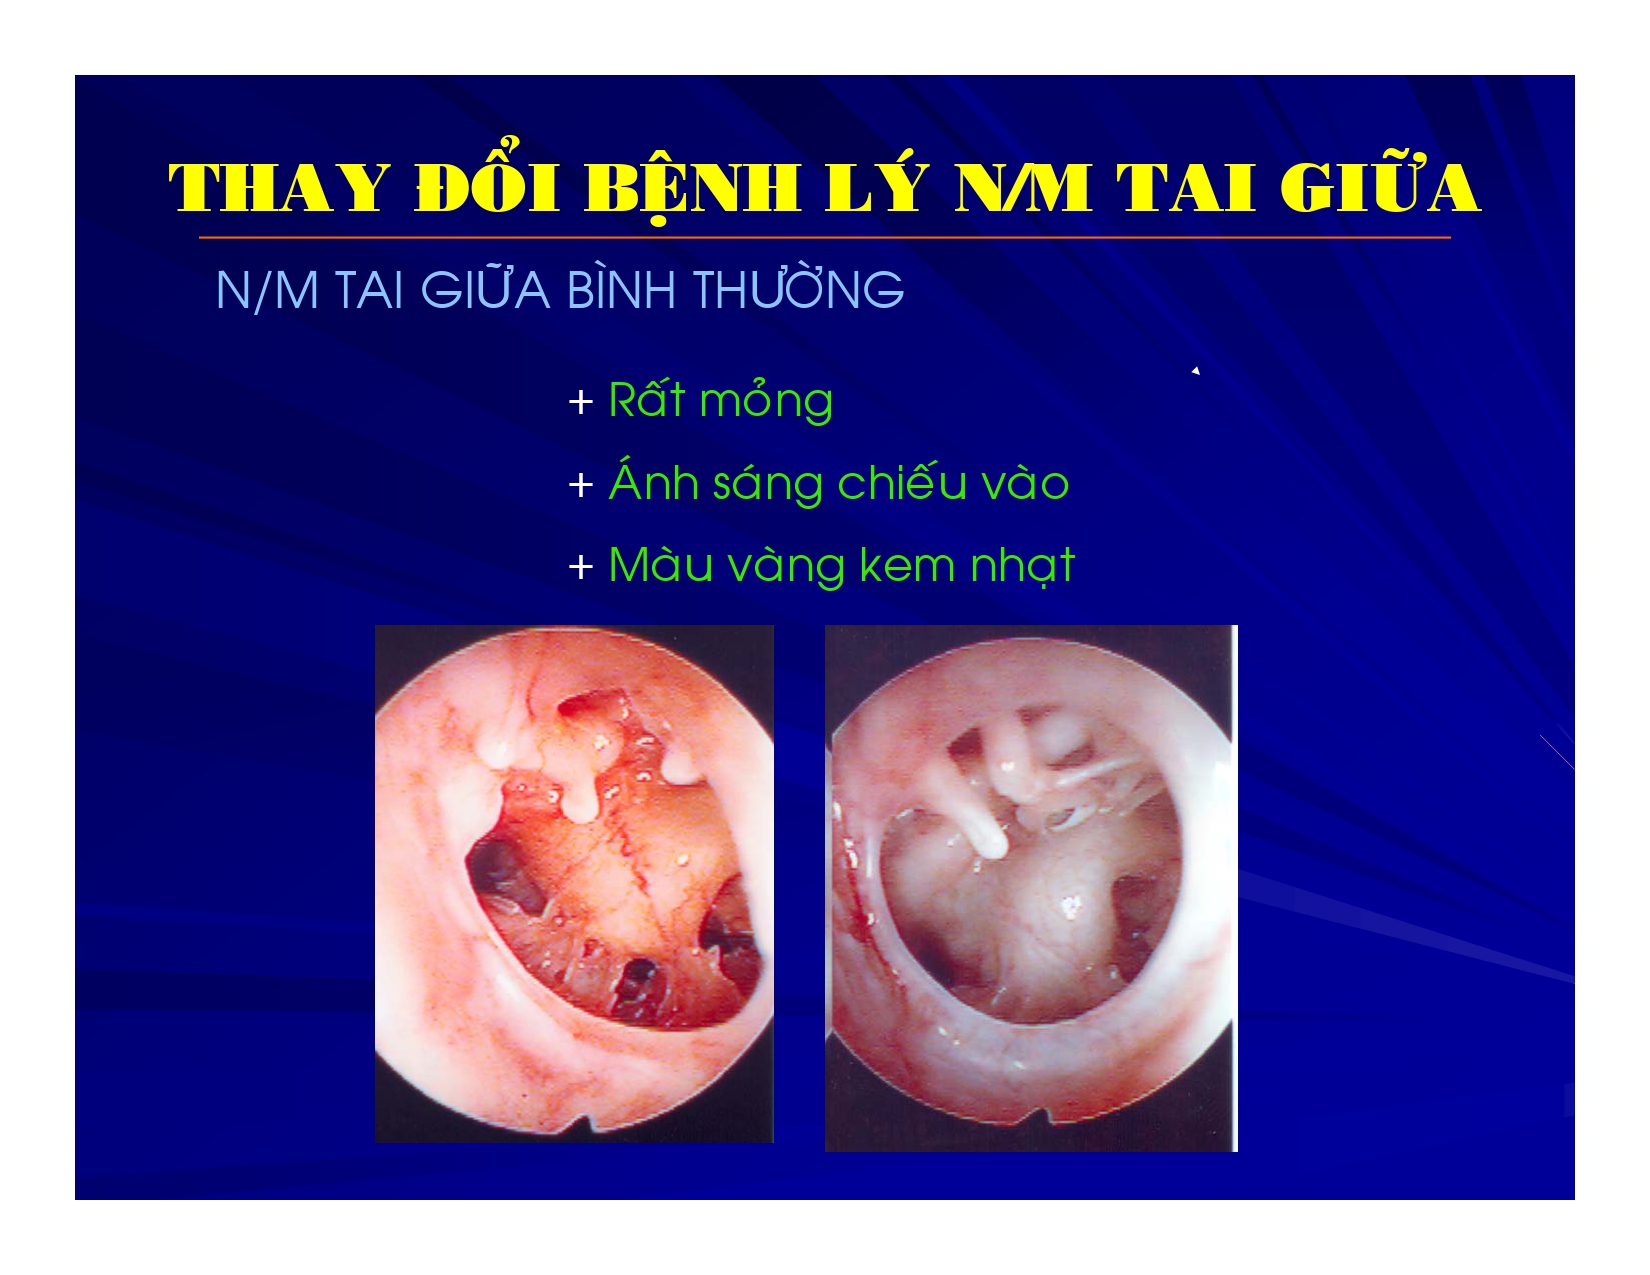 THAY ĐỔI BỆNH LÝ N/M TAI GIỮA
N/M TAI GIỮA BÌNH THƯỜNG
+ Rất mỏng
+ Ánh sáng chiếu vào
+ Màu vàng kem nhạt